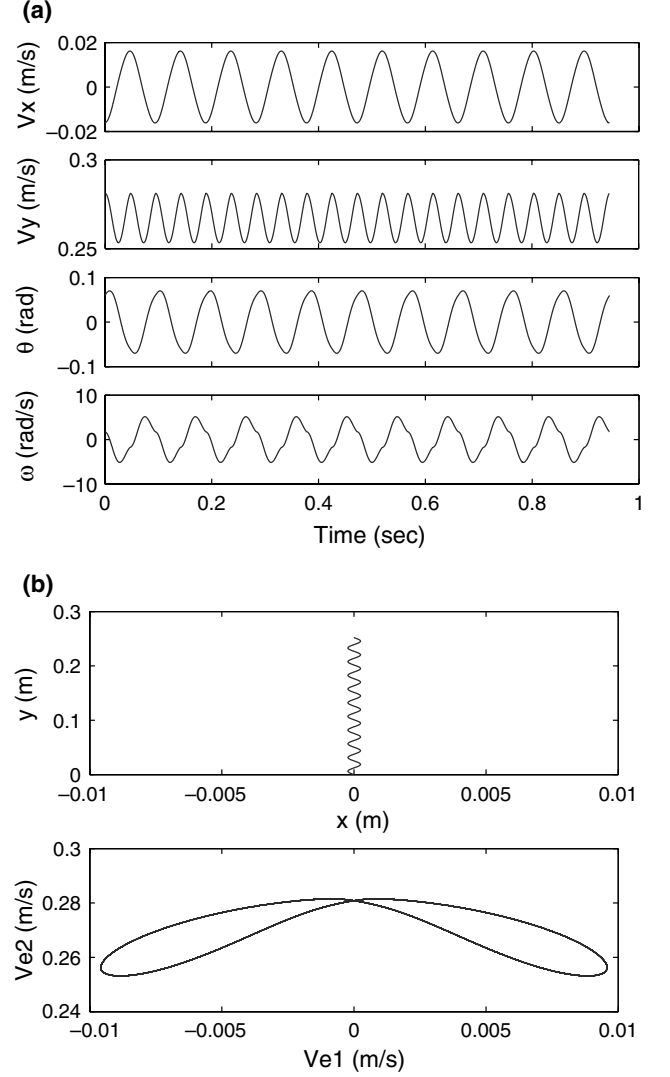 (a)
0.02
0
−0.02
Vx (m/s)
0.3
0.25
Vy (m/s)
0.1
0
−0.1
θ (rad)
10
0
−10
ω (rad/s)
0 0.2 0.4 0.6 0.8 1
Time (sec)
(b)
0.3
0.2
0.1
0
y (m)
−0.01 −0.005 0 0.005 0.01
x (m)
0.3
0.28
0.26
0.24
Ve2 (m/s)
−0.01 −0.005 0 0.005 0.01
Ve1 (m/s)